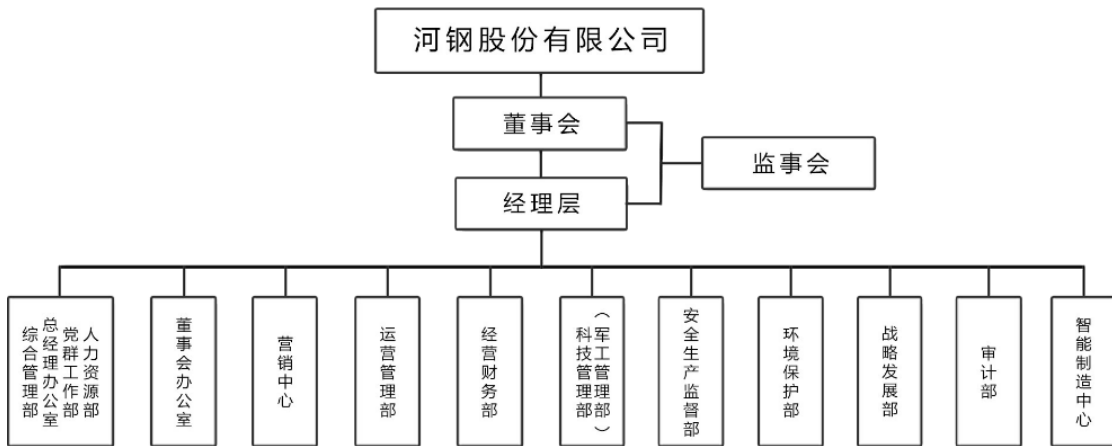 河钢股份有限公司
董事会
监事会
经理层
综合管理部
总经理办公室
党群工作部
人力资源部
董事会办公室
营销中心
运营管理部
经营财务部
科技管理部
（军工管理部）
安全生产监督部
环境保护部
战略发展部
审计部
智能制造中心